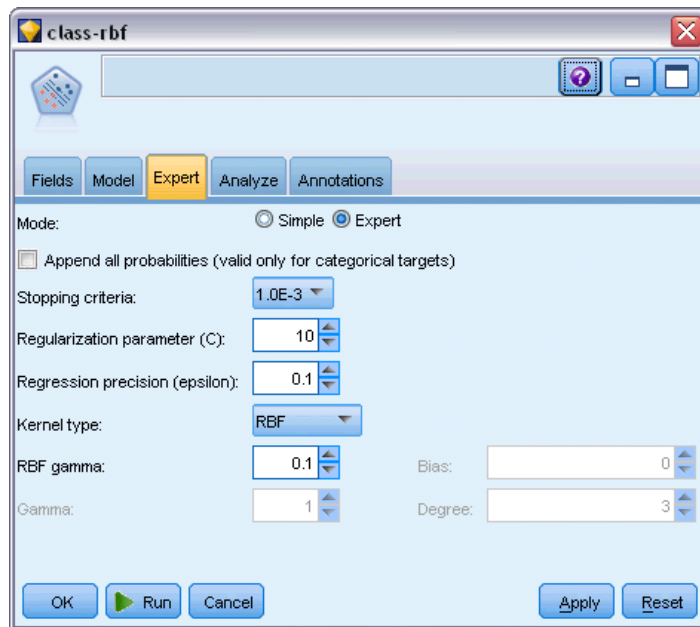 class-rbf
?
Fields Model Expert Analyze Annotations
Mode: Simple Expert
Append all probabilities (valid only for categorical targets)
Stopping criteria: 1.0E-3
Regularization parameter (C): 10
Regression precision (epsilon): 0.1
Kernel type: RBF
RBF gamma: 0.1 Bias: 0
Gamma: 1 Degree: 3
OK Run Cancel Apply Reset